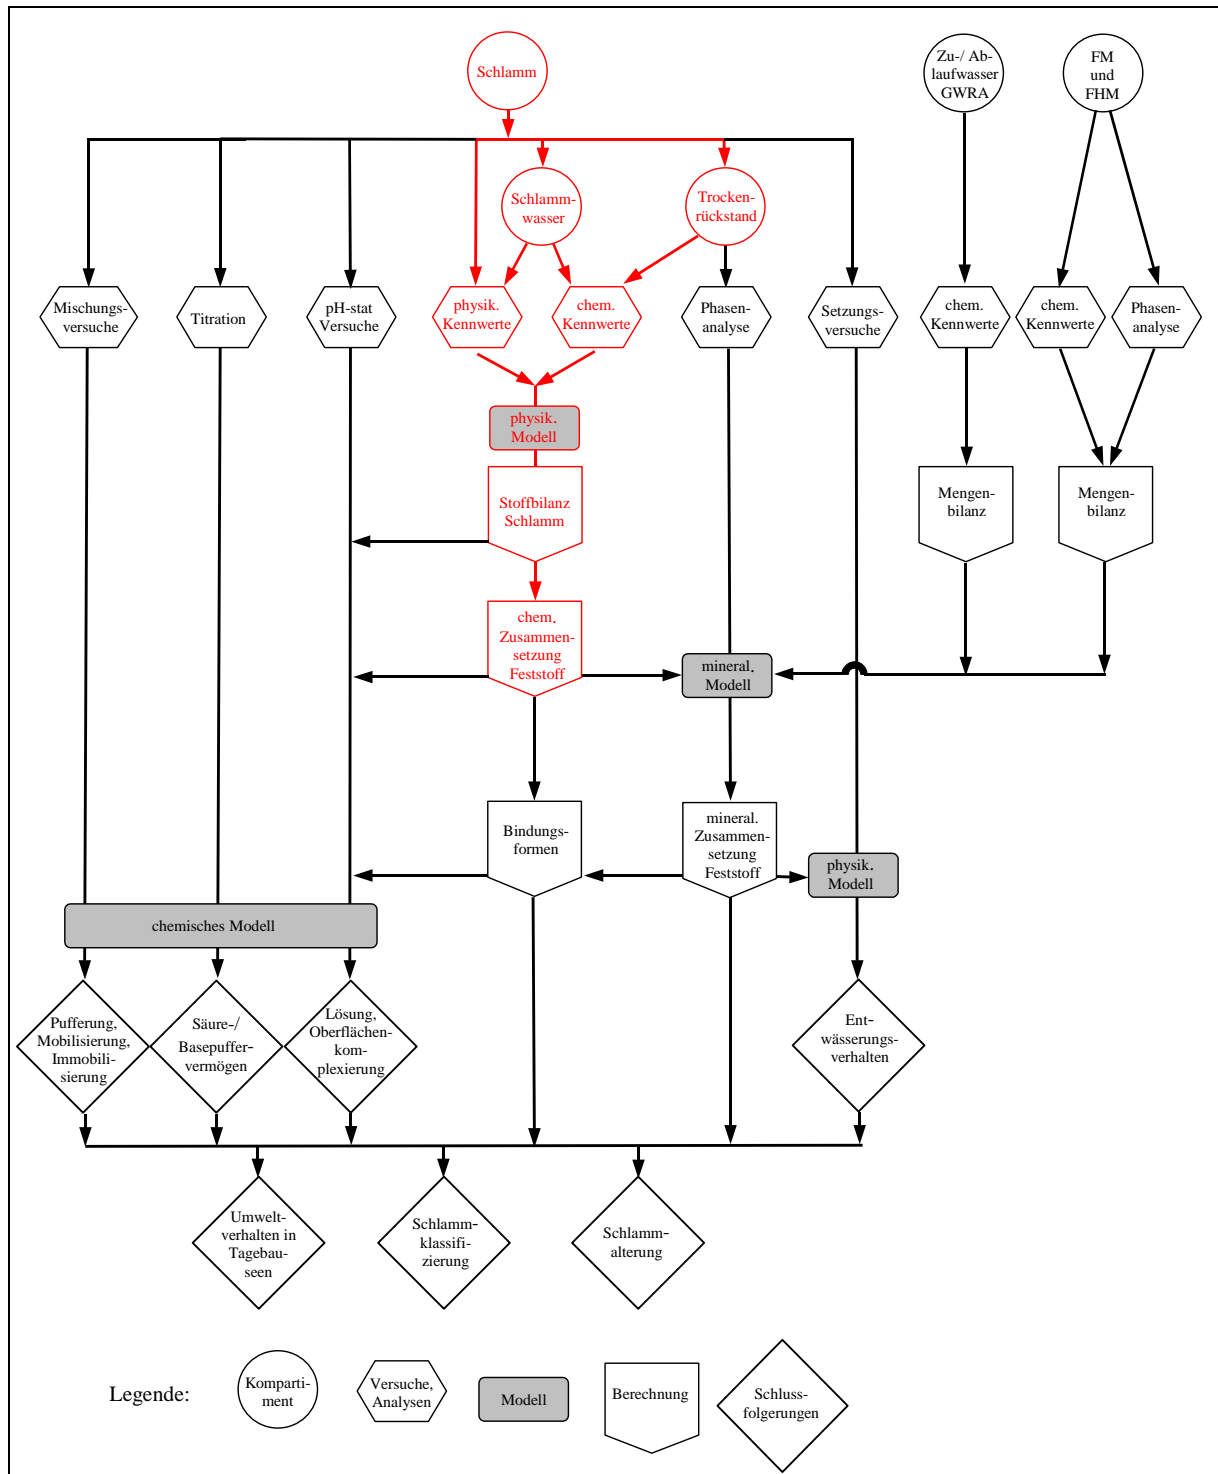 Schlamm
Zu-/ Ab-
laufwasser
GWRA
FM
und
FHM
Schlamm-
wasser
Trocken-
rückstand
Mischungs-
versuche
Titration
pH-stat
Versuche
physik.
Kennwerte
chem.
Kennwerte
Phasen-
analyse
Setzungs-
versuche
chem.
Kennwerte
chem.
Kennwerte
Phasen-
analyse
physik.
Modell
Stoffbilanz
Schlamm
Mengen-
bilanz
Mengen-
bilanz
chem.
Zusammen-
setzung
Feststoff
mineral.
Modell
Bindungs-
formen
mineral.
Zusammen-
setzung
Feststoff
physik.
Modell
chemisches Modell
Pufferung,
Mobilisierung,
Immobili-
sierung
Säure-/
Basepuffer-
vermögen
Lösung,
Oberflächen-
kom-
plexierung
Ent-
wässerungs-
verhalten
Umwelt-
verhalten in
Tagebau-
seen
Schlamm-
klassifi-
zierung
Schlamm-
alterung
Legende:
Komparti-
ment
Versuche,
Analysen
Modell
Berechnung
Schluss-
folgerungen